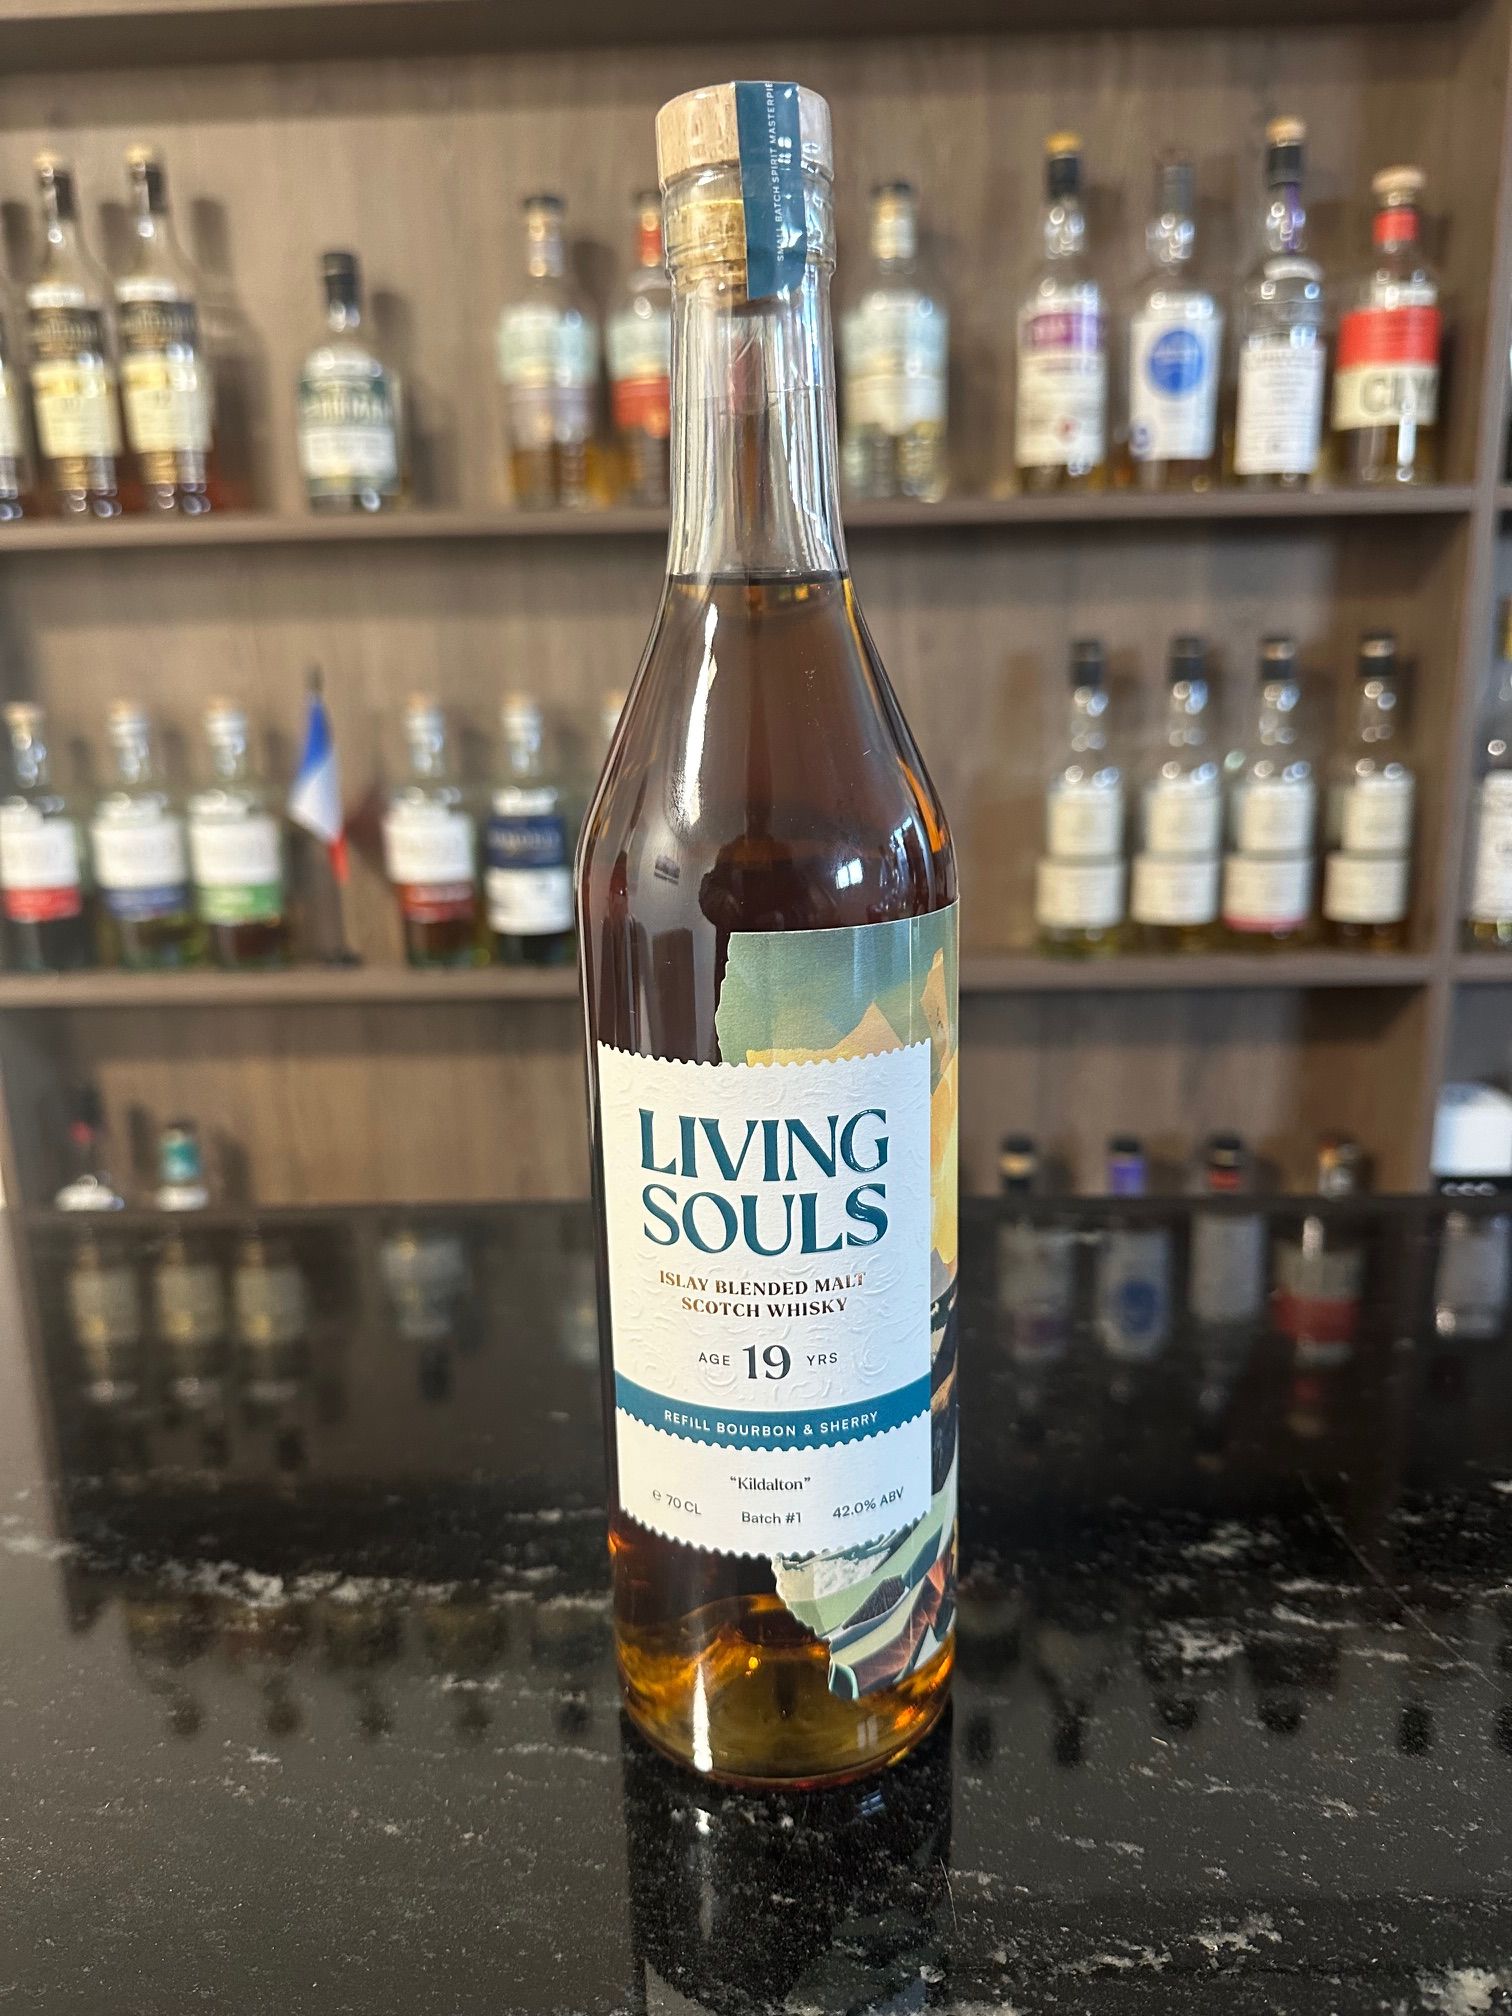 SMALL BATCH SPIRIT MASTERPIE
LIVING
SOULS
ISLAY BLENDED MALT
SCOTCH WHISKY
AGE 19 YRS
REFILL BOURBON & SHERRY
"Kildalton"
℮ 70 CL
Batch #1
42.0% ABV